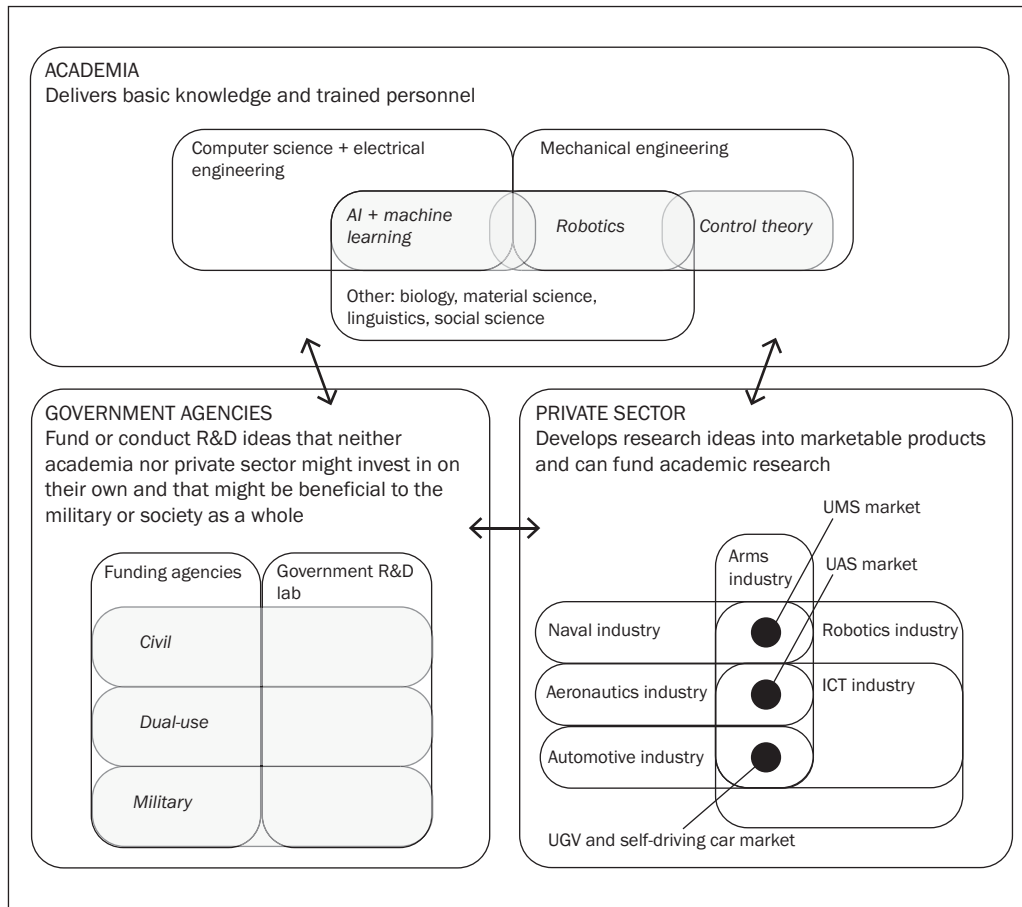 ACADEMIA
Delivers basic knowledge and trained personnel
Computer science + electrical
engineering
Mechanical engineering
AI + machine
learning
Robotics
Control theory
Other: biology, material science,
linguistics, social science
GOVERNMENT AGENCIES
Fund or conduct R&D ideas that neither
academia nor private sector might invest in on
their own and that might be beneficial to the
military or society as a whole
Funding agencies
Government R&D
lab
Civil
Dual-use
Military
PRIVATE SECTOR
Develops research ideas into marketable products
and can fund academic research
UMS market
Arms
industry
UAS market
Naval industry
Robotics industry
Aeronautics industry
ICT industry
Automotive industry
UGV and self-driving car market